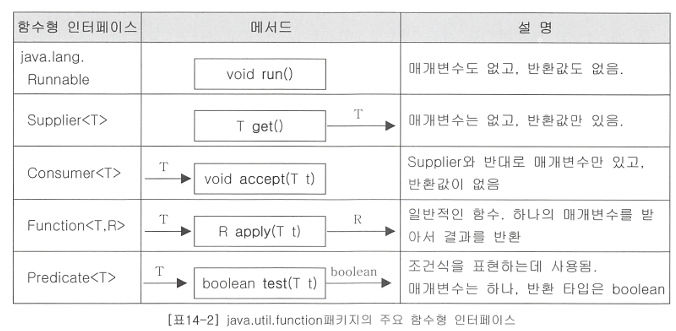 함수형 인터페이스 메서드 설 명
java.lang.
Runnable
void run()
매개변수도 없고, 반환값도 없음.
Supplier<T>
T get()
T
매개변수는 없고, 반환값만 있음.
Consumer<T>
T
void accept(T t)
Supplier와 반대로 매개변수만 있고,
반환값이 없음
Function<T,R>
T
R apply(T t)
R
일반적인 함수. 하나의 매개변수를 받
아서 결과를 반환
Predicate<T>
T
boolean test(T t)
boolean
조건식을 표현하는데 사용됨.
매개변수는 하나, 반환 타입은 boolean
[표14-2] java.util.function패키지의 주요 함수형 인터페이스